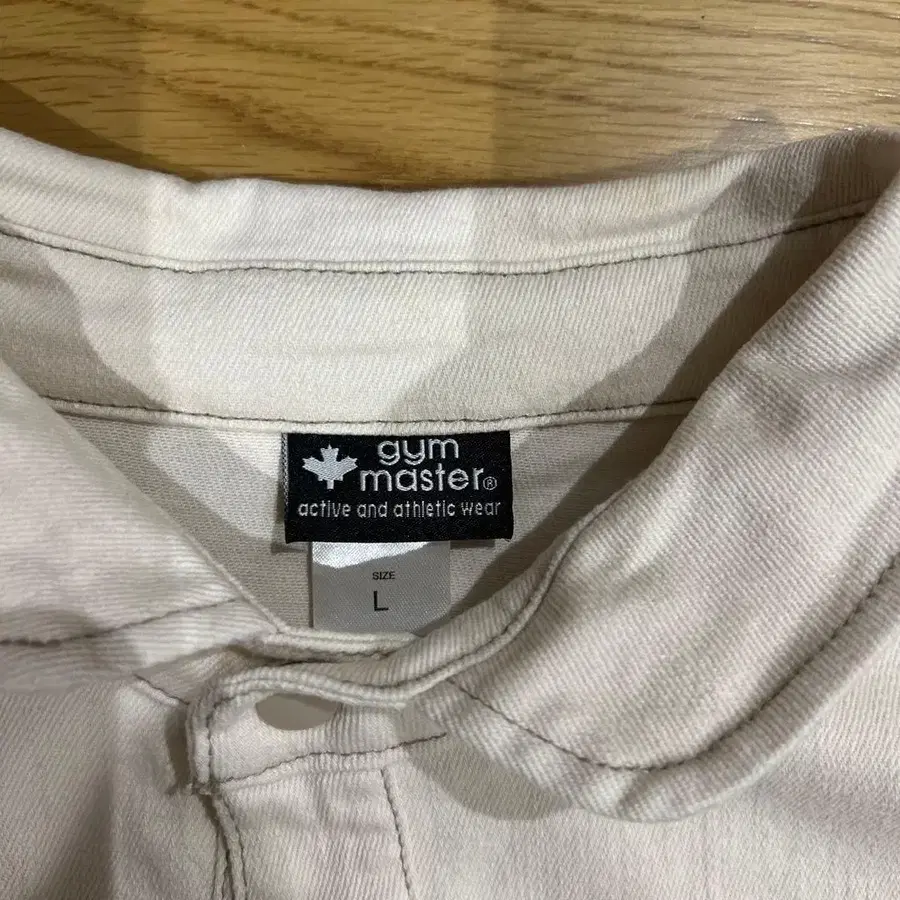 gym
master®
active and athletic wear
SIZE
L